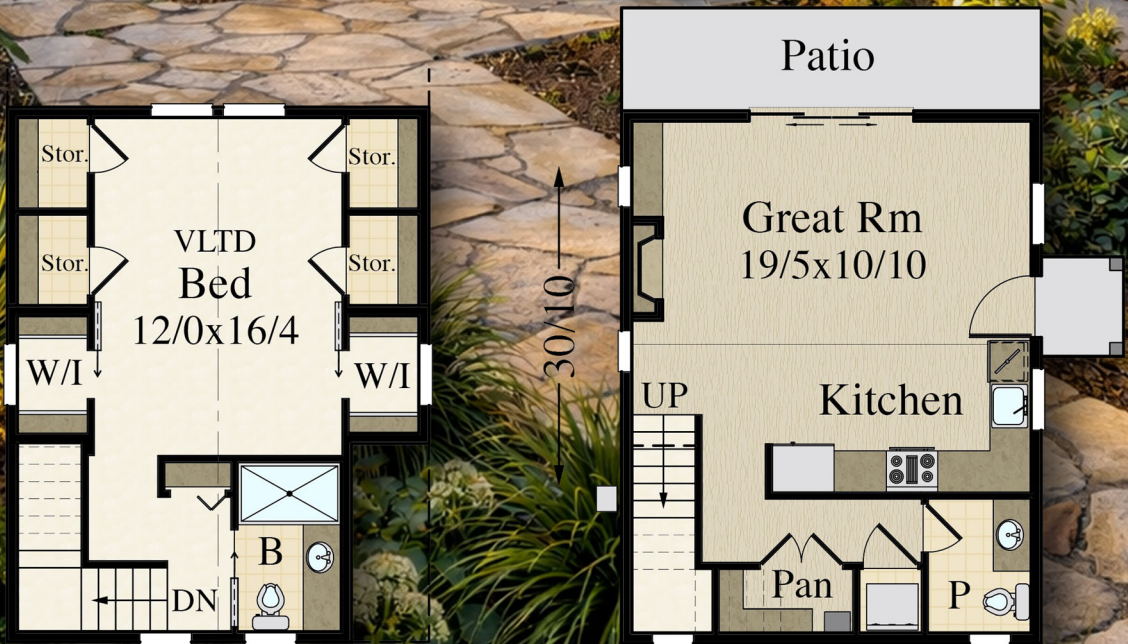 Stor.
Stor.
VLTD
Stor.
Stor.
Bed
12/0x16/4
W/I
W/I
B
DN
30/10
Patio
Great Rm
19/5x10/10
UP
Kitchen
Pan
P